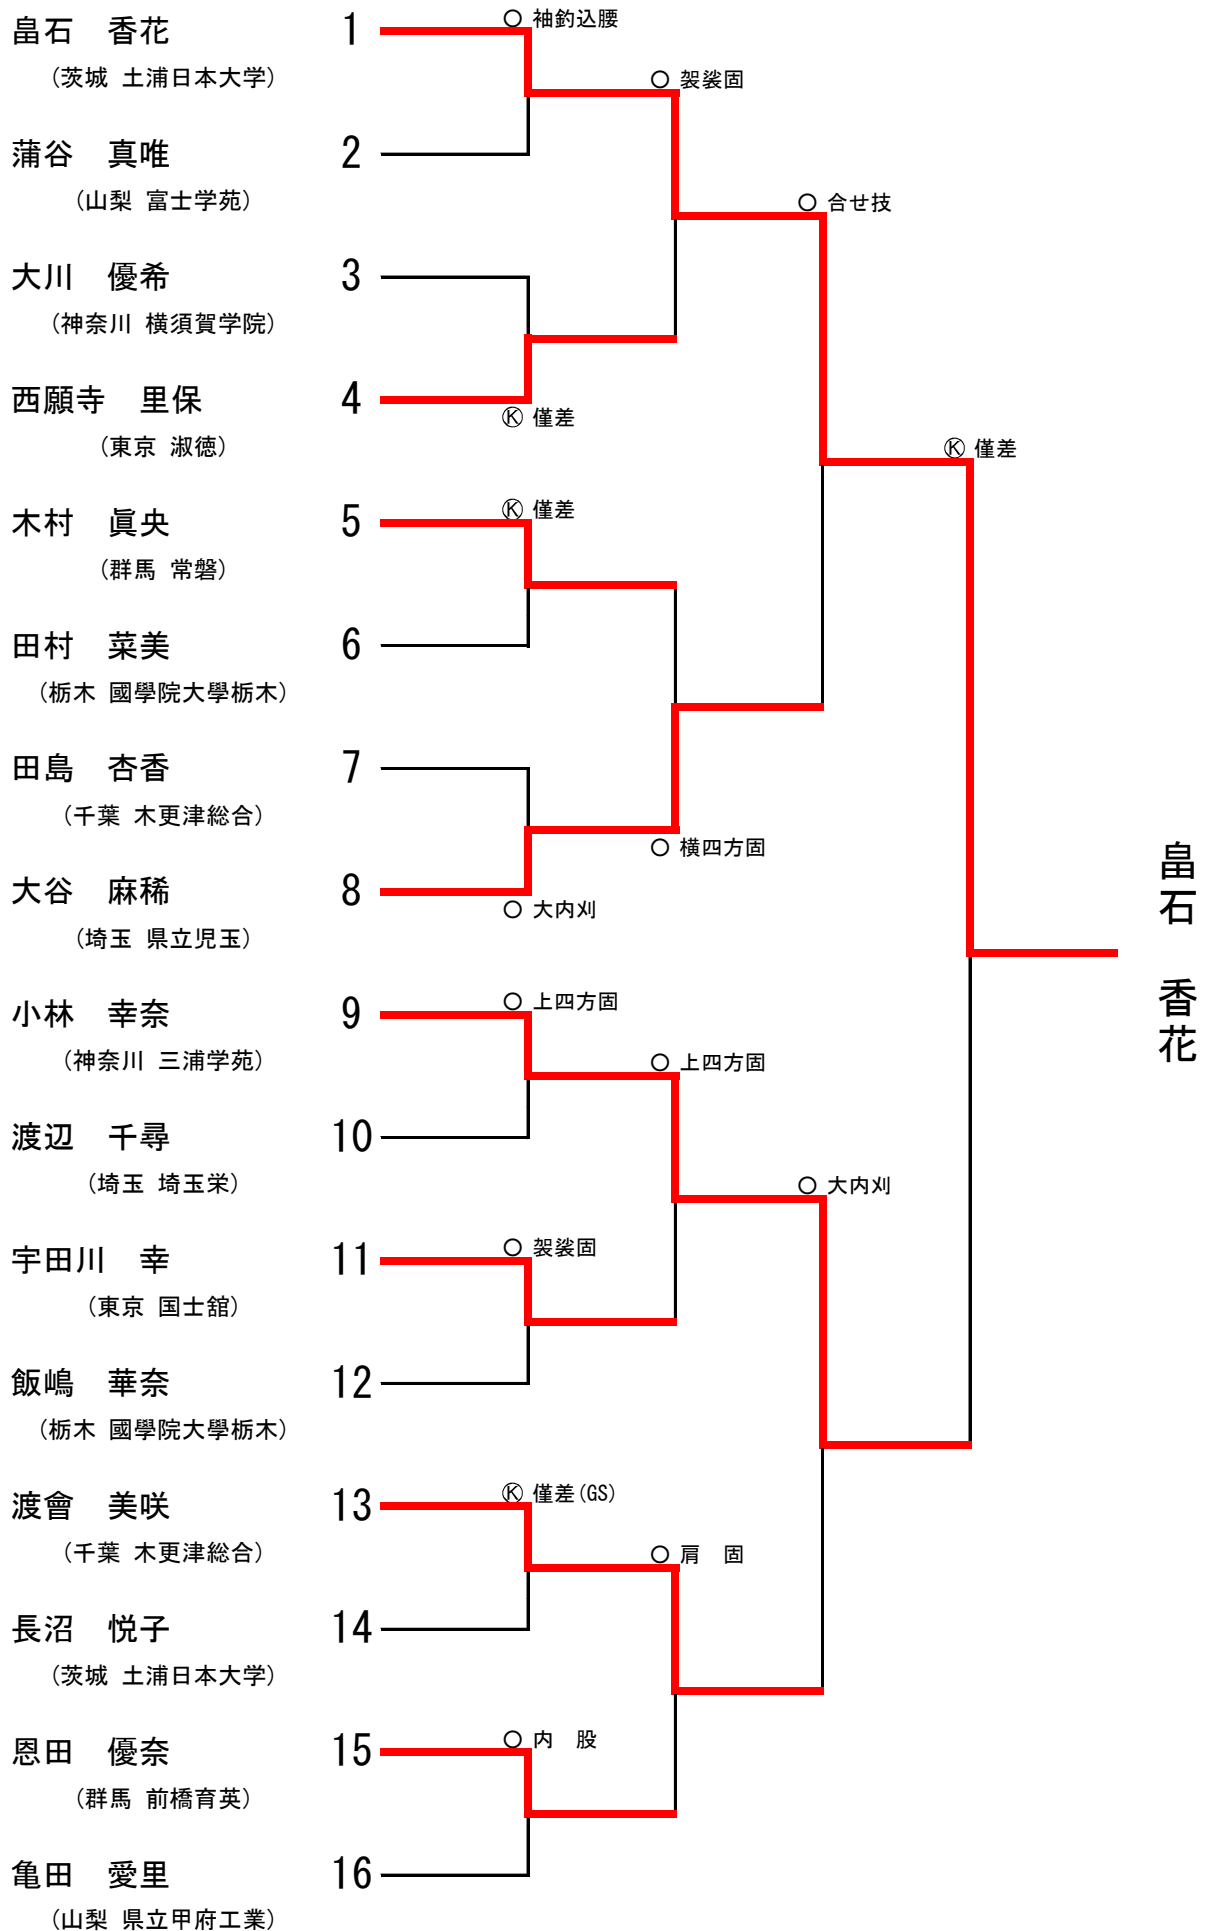 畠石　香花 1 ○ 袖釣込腰
(茨城 土浦日本大学) ○ 袈裟固
蒲谷　真唯 2
(山梨 富士学苑) ○ 合せ技
大川　優希 3
(神奈川 横須賀学院)
西願寺　里保 4 Ⓚ 僅差
(東京 淑徳) Ⓚ 僅差
木村　眞央 5 Ⓚ 僅差
(群馬 常磐)
田村　菜美 6
(栃木 國學院大學栃木)
田島　杏香 7
(千葉 木更津総合) ○ 横四方固
大谷　麻稀 8 ○ 大内刈
(埼玉 県立児玉)
畠石　香花
小林　幸奈 9 ○ 上四方固
(神奈川 三浦学苑) ○ 上四方固
渡辺　千尋 10
(埼玉 埼玉栄) ○ 大内刈
宇田川　幸 11 ○ 袈裟固
(東京 国士舘)
飯嶋　華奈 12
(栃木 國學院大學栃木)
渡會　美咲 13 Ⓚ 僅差(GS)
(千葉 木更津総合) ○ 肩　固
長沼　悦子 14
(茨城 土浦日本大学)
恩田　優奈 15 ○ 内　股
(群馬 前橋育英)
亀田　愛里 16
(山梨 県立甲府工業)